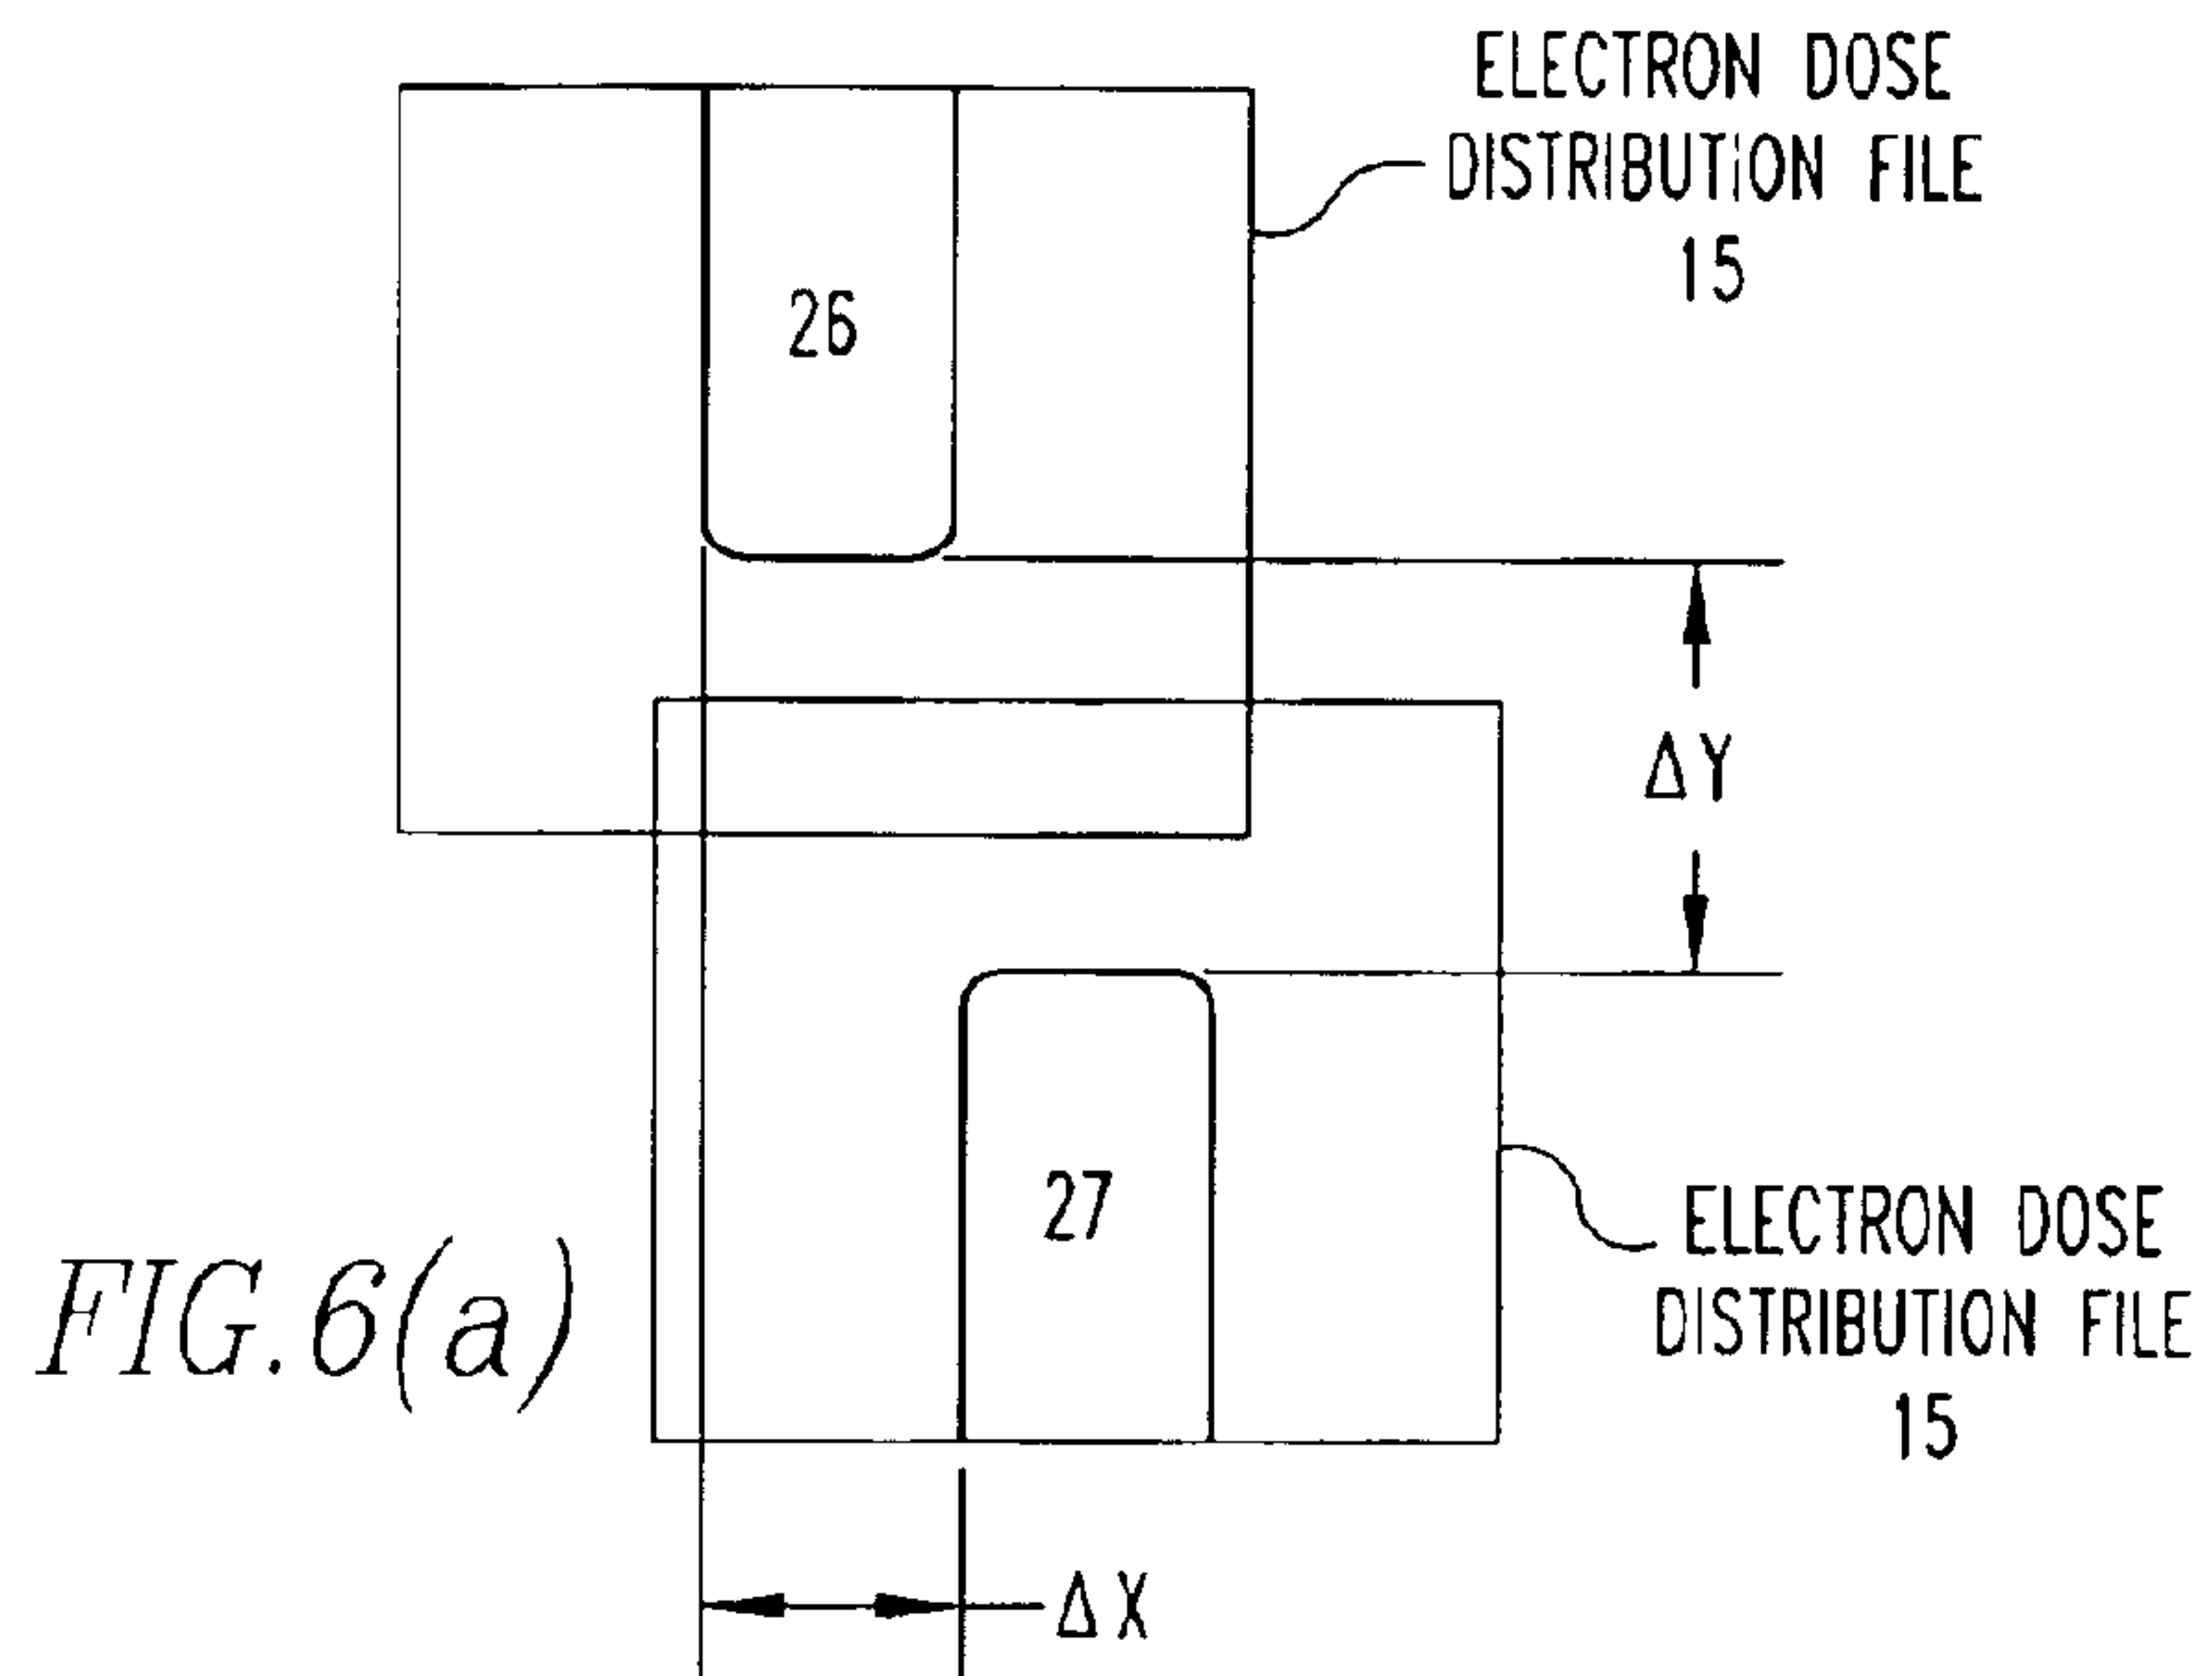 ELECTRON DOSE
DISTRIBUTION FILE
15
26
ΔY
27
ELECTRON DOSE
DISTRIBUTION FILE
15
FIG.6(a)
ΔX